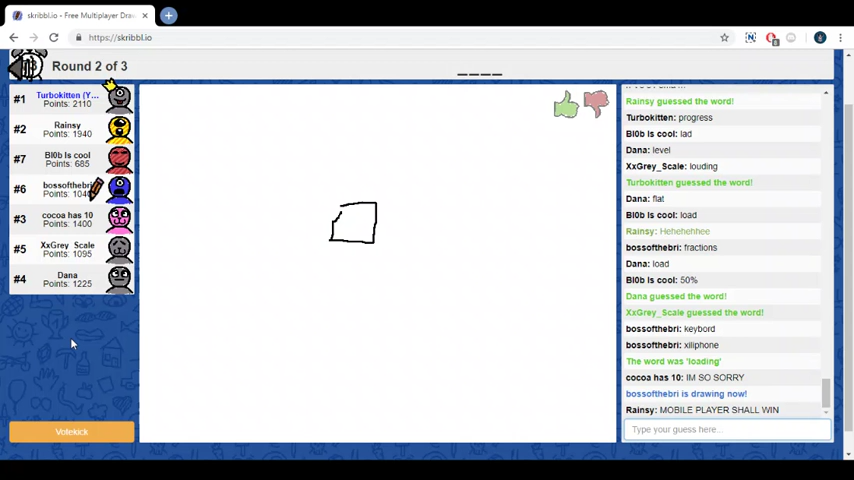 skribbl.io - Free Multiplayer Dra
https://skribbl.io
Round 2 of 3
____
#1
Turbokitten (Y...
Points: 2110
#2
Rainsy
Points: 1940
#7
Bl0b Is cool
Points: 685
#6
bossofthebri
Points: 1040
#3
cocoa has 10
Points: 1400
#5
XxGrey_Scale
Points: 1095
#4
Dana
Points: 1225
Votekick
Rainsy guessed the word!
Turbokitten: progress
Bl0b Is cool: lad
Dana: level
XxGrey_Scale: louding
Turbokitten guessed the word!
Dana: flat
Bl0b Is cool: load
Rainsy: Hehehehhee
bossofthebri: fractions
Dana: load
Bl0b Is cool: 50%
Dana guessed the word!
XxGrey_Scale guessed the word!
bossofthebri: keybord
bossofthebri: xiliphone
The word was 'loading'
cocoa has 10: IM SO SORRY
bossofthebri is drawing now!
Rainsy: MOBILE PLAYER SHALL WIN
Type your guess here...